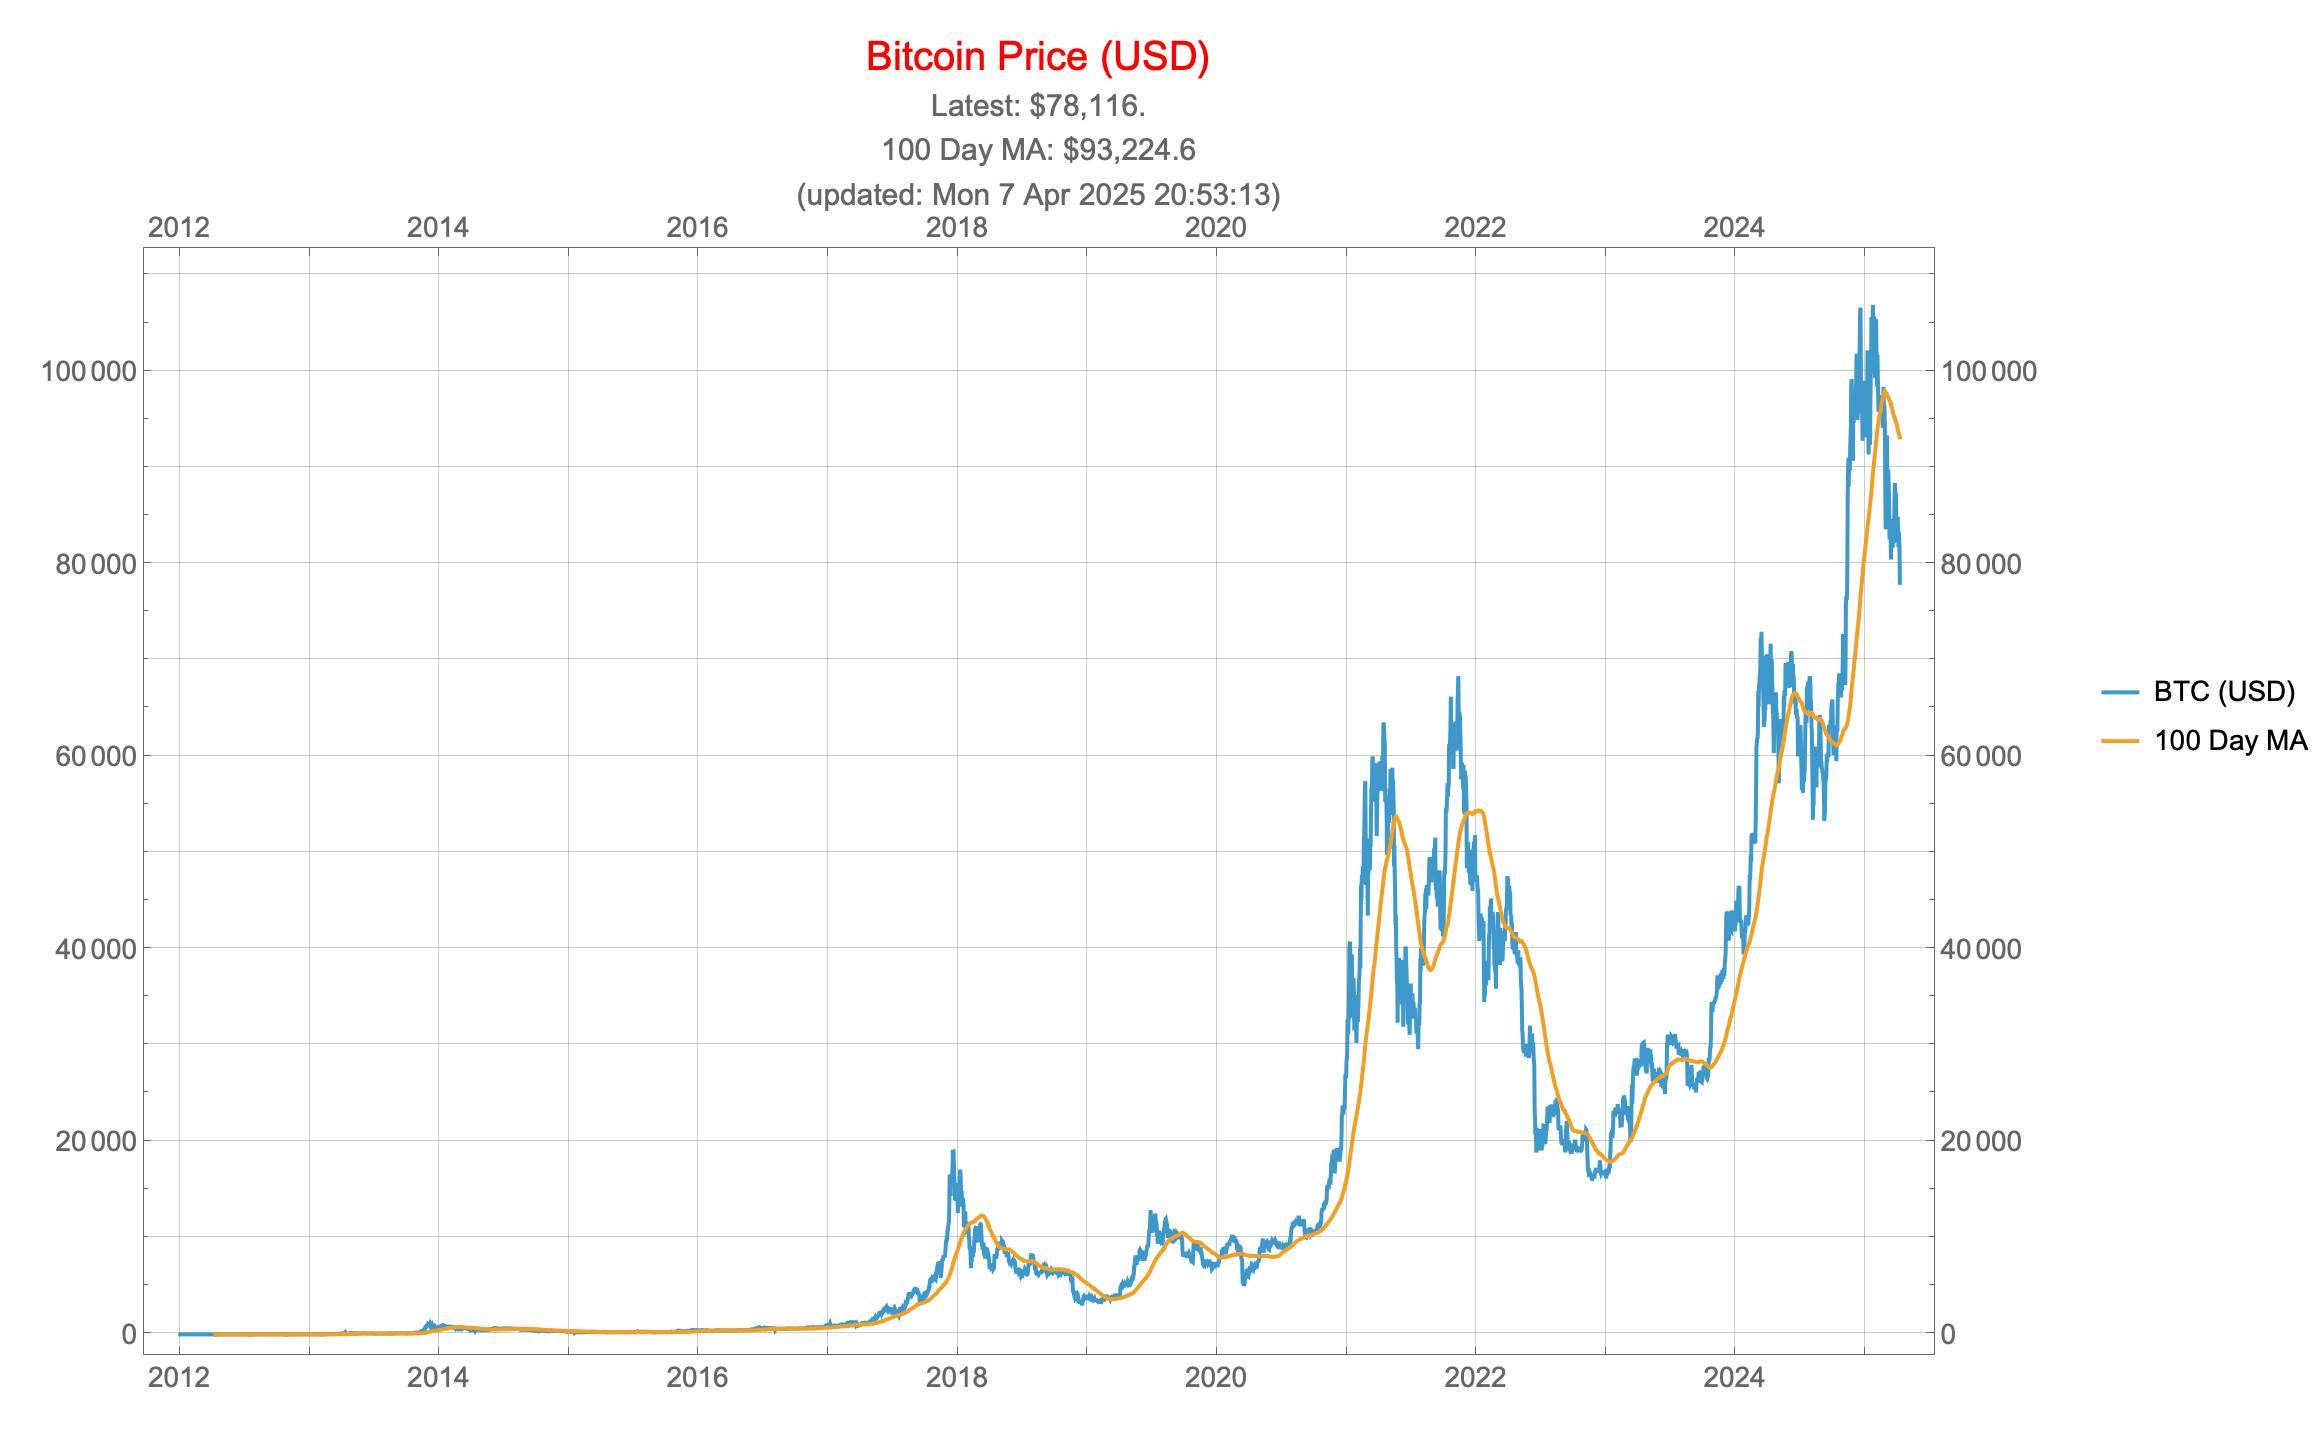 Bitcoin Price (USD)
Latest: $78,116.
100 Day MA: $93,224.6
(updated: Mon 7 Apr 2025 20:53:13)
2012 2014 2016 2018 2020 2022 2024
100 000 100 000
80 000 80 000
BTC (USD)
100 Day MA
60 000 60 000
40 000 40 000
20 000 20 000
0 0
2012 2014 2016 2018 2020 2022 2024